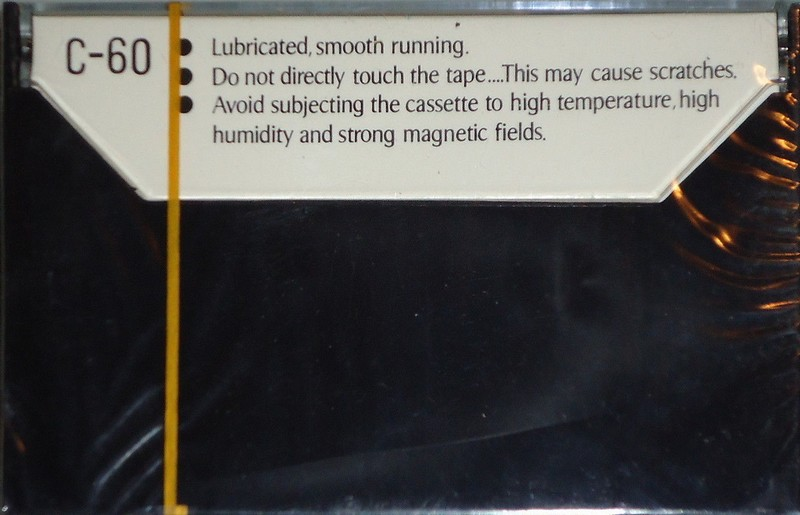 C-60
● Lubricated, smooth running.
● Do not directly touch the tape....This may cause scratches.
● Avoid subjecting the cassette to high temperature, high
humidity and strong magnetic fields.